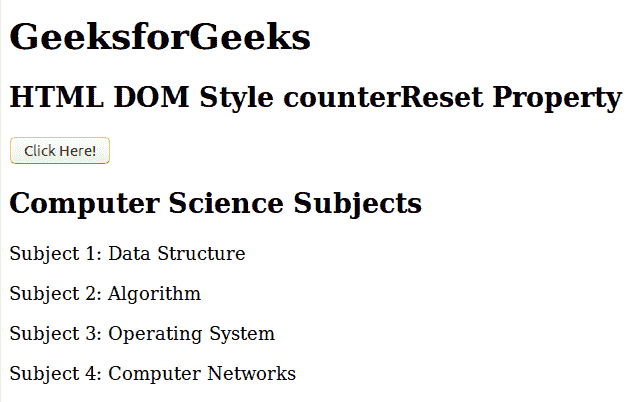 GeeksforGeeks
HTML DOM Style counterReset Property
Click Here!
Computer Science Subjects
Subject 1: Data Structure
Subject 2: Algorithm
Subject 3: Operating System
Subject 4: Computer Networks